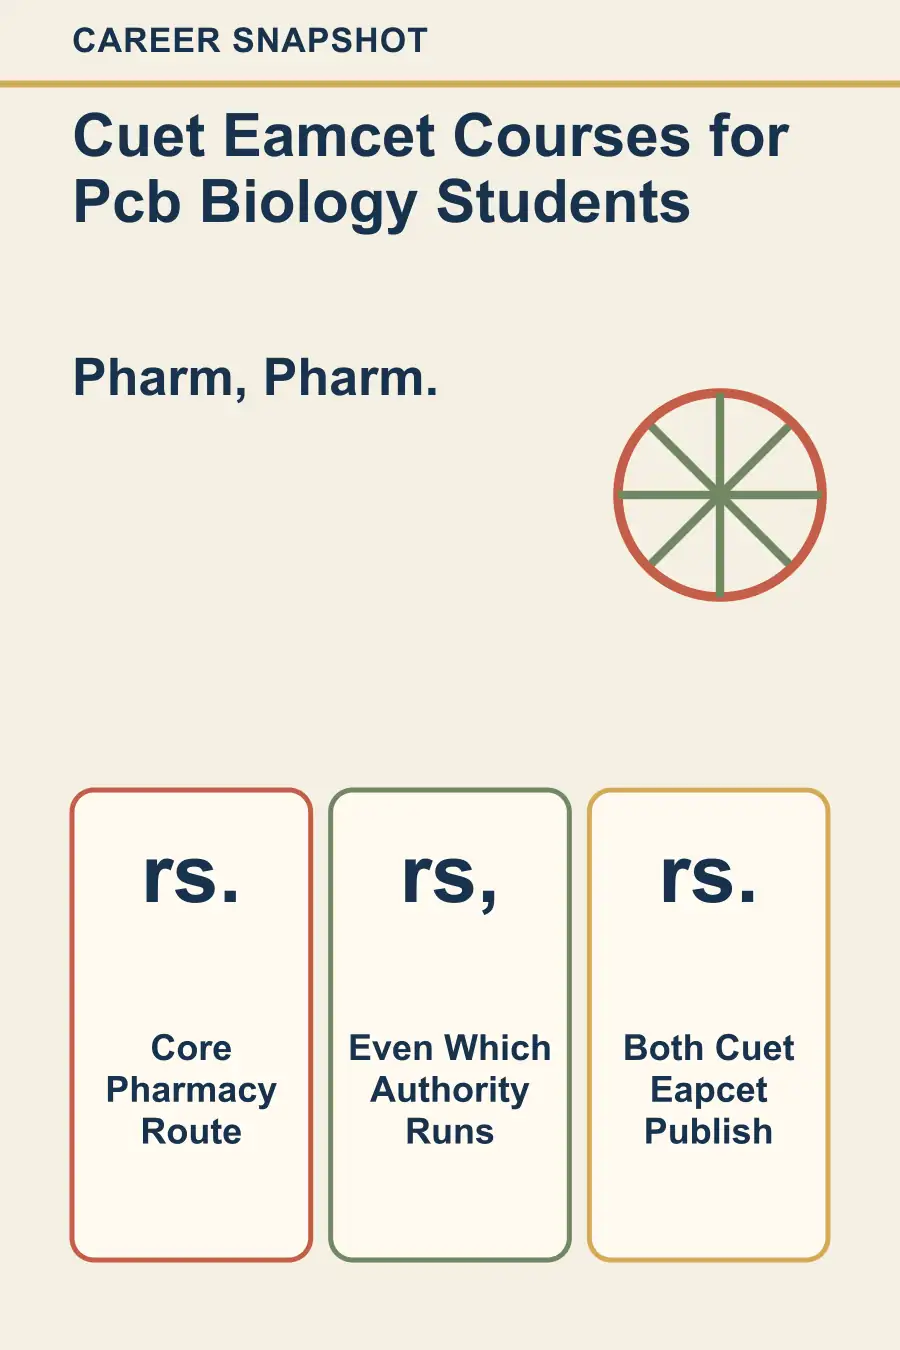 CAREER SNAPSHOT
Cuet Eamcet Courses for
Pcb Biology Students
Pharm, Pharm.
rs.
Core
Pharmacy
Route
rs,
Even Which
Authority
Runs
rs.
Both Cuet
Eapcet
Publish